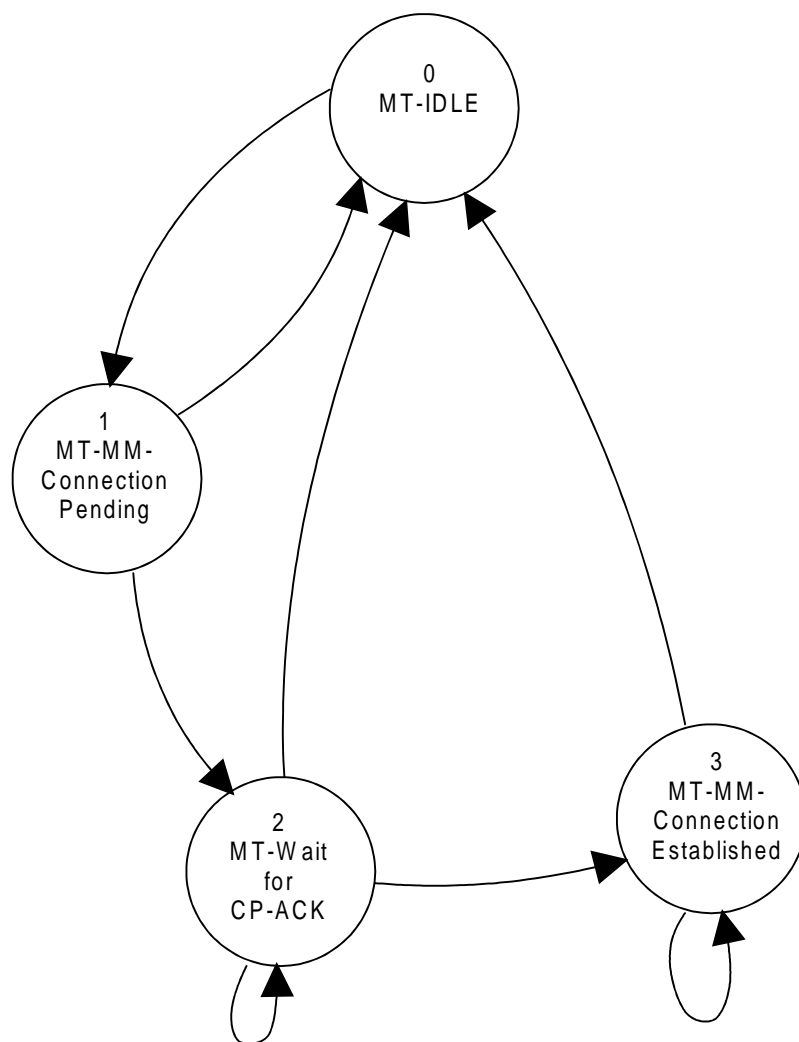 0
MT-IDLE
1
MT-MM-
Connection
Pending
2
MT-Wait
for
CP-ACK
3
MT-MM-
Connection
Established